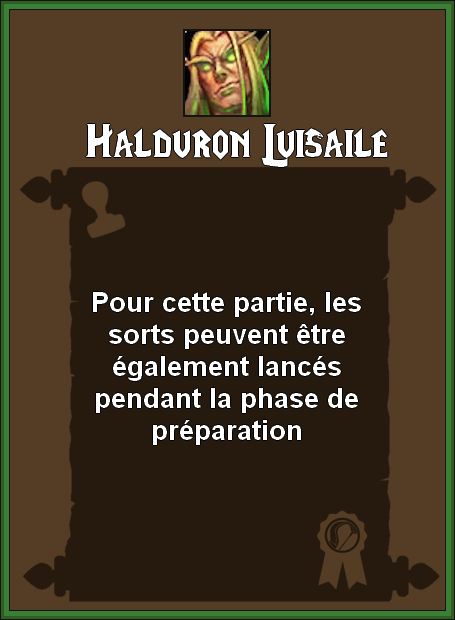 Halduron Luisaile
Pour cette partie, les
sorts peuvent être
également lancés
pendant la phase de
préparation